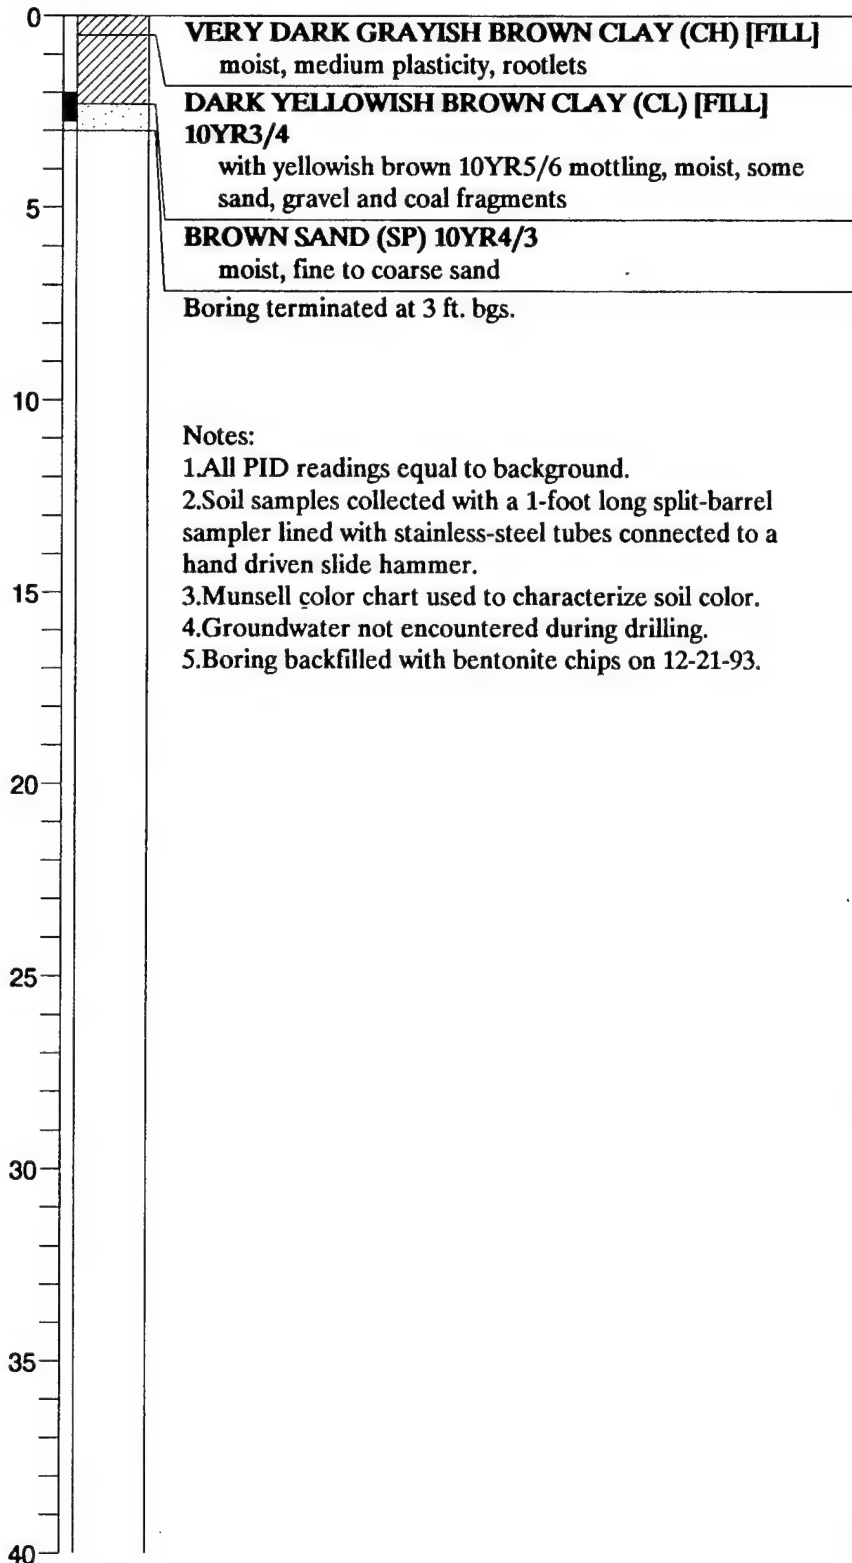 0
VERY DARK GRAYISH BROWN CLAY (CH) [FILL]
moist, medium plasticity, rootlets
DARK YELLOWISH BROWN CLAY (CL) [FILL]
10YR3/4
with yellowish brown 10YR5/6 mottling, moist, some
sand, gravel and coal fragments
5
BROWN SAND (SP) 10YR4/3
moist, fine to coarse sand
Boring terminated at 3 ft. bgs.
10
Notes:
1.All PID readings equal to background.
2.Soil samples collected with a 1-foot long split-barrel
sampler lined with stainless-steel tubes connected to a
hand driven slide hammer.
15
3.Munsell color chart used to characterize soil color.
4.Groundwater not encountered during drilling.
5.Boring backfilled with bentonite chips on 12-21-93.
20
25
30
35
40